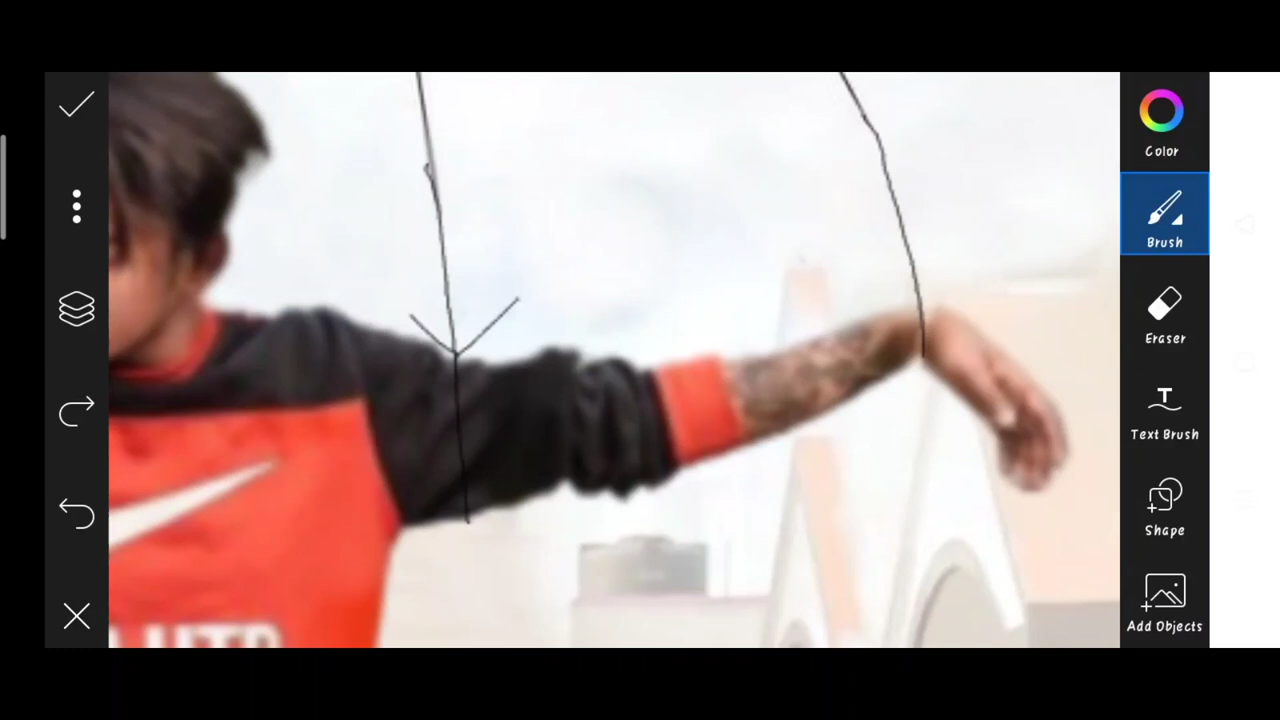 Color
Brush
Eraser
Text Brush
Shape
Add Objects